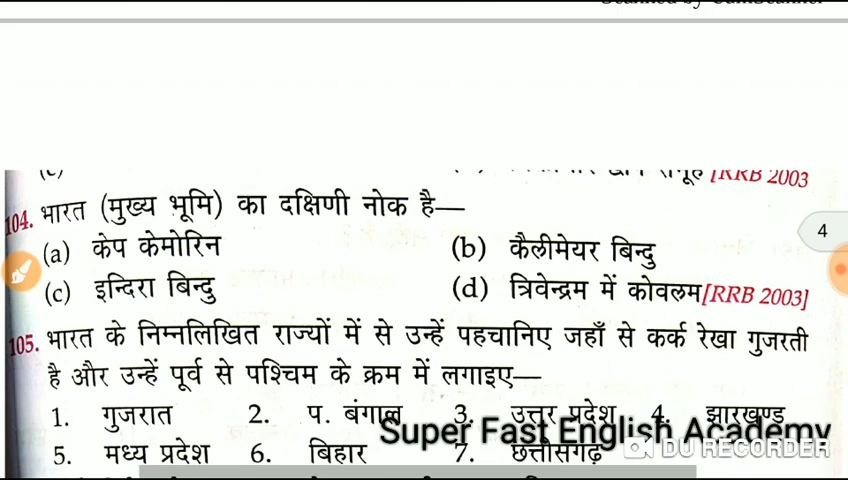 समूह [RRB 2003
104. भारत (मुख्य भूमि) का दक्षिणी नोक है—
(a) केप केमोरिन (b) कैलीमेयर बिन्दु
(c) इन्दिरा बिन्दु (d) त्रिवेन्द्रम में कोवलम [RRB 2003]
4
105. भारत के निम्नलिखित राज्यों में से उन्हें पहचानिए जहाँ से कर्क रेखा गुजरती
है और उन्हें पूर्व से पश्चिम के क्रम में लगाइए—
1. गुजरात 2. प. बंगाल 3. उत्तर प्रदेश 4. झारखण्ड
Super Fast English Academy
5. मध्य प्रदेश 6. बिहार 7. छत्तीसगढ़
DU RECORDER